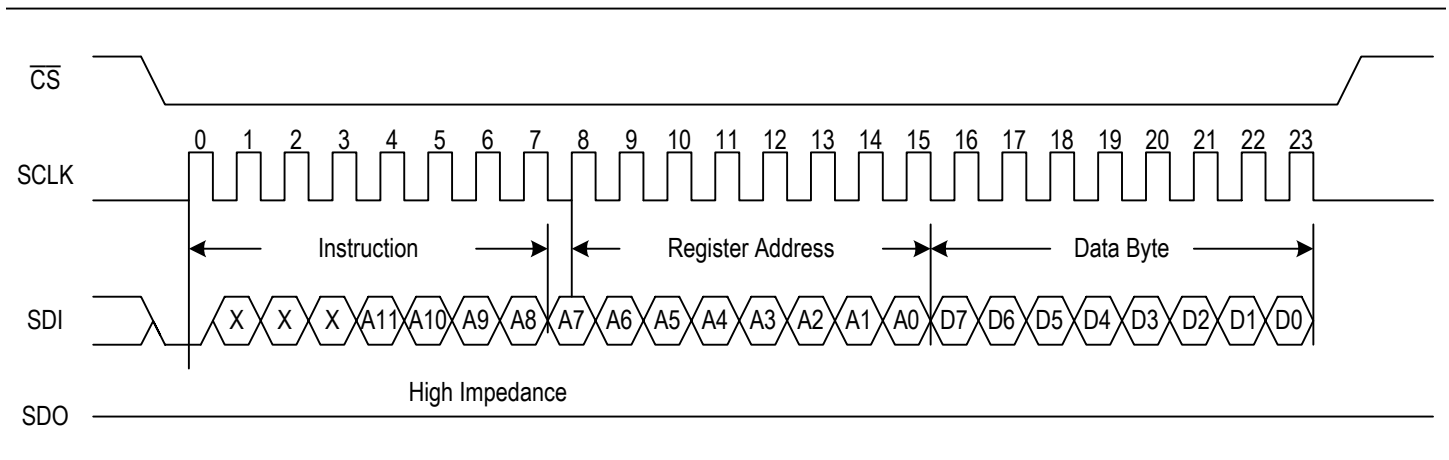 CS
0 1 2 3 4 5 6 7 8 9 10 11 12 13 14 15 16 17 18 19 20 21 22 23
SCLK
Instruction Register Address Data Byte
SDI X X X A11 A10 A9 A8 A7 A6 A5 A4 A3 A2 A1 A0 D7 D6 D5 D4 D3 D2 D1 D0
High Impedance
SDO